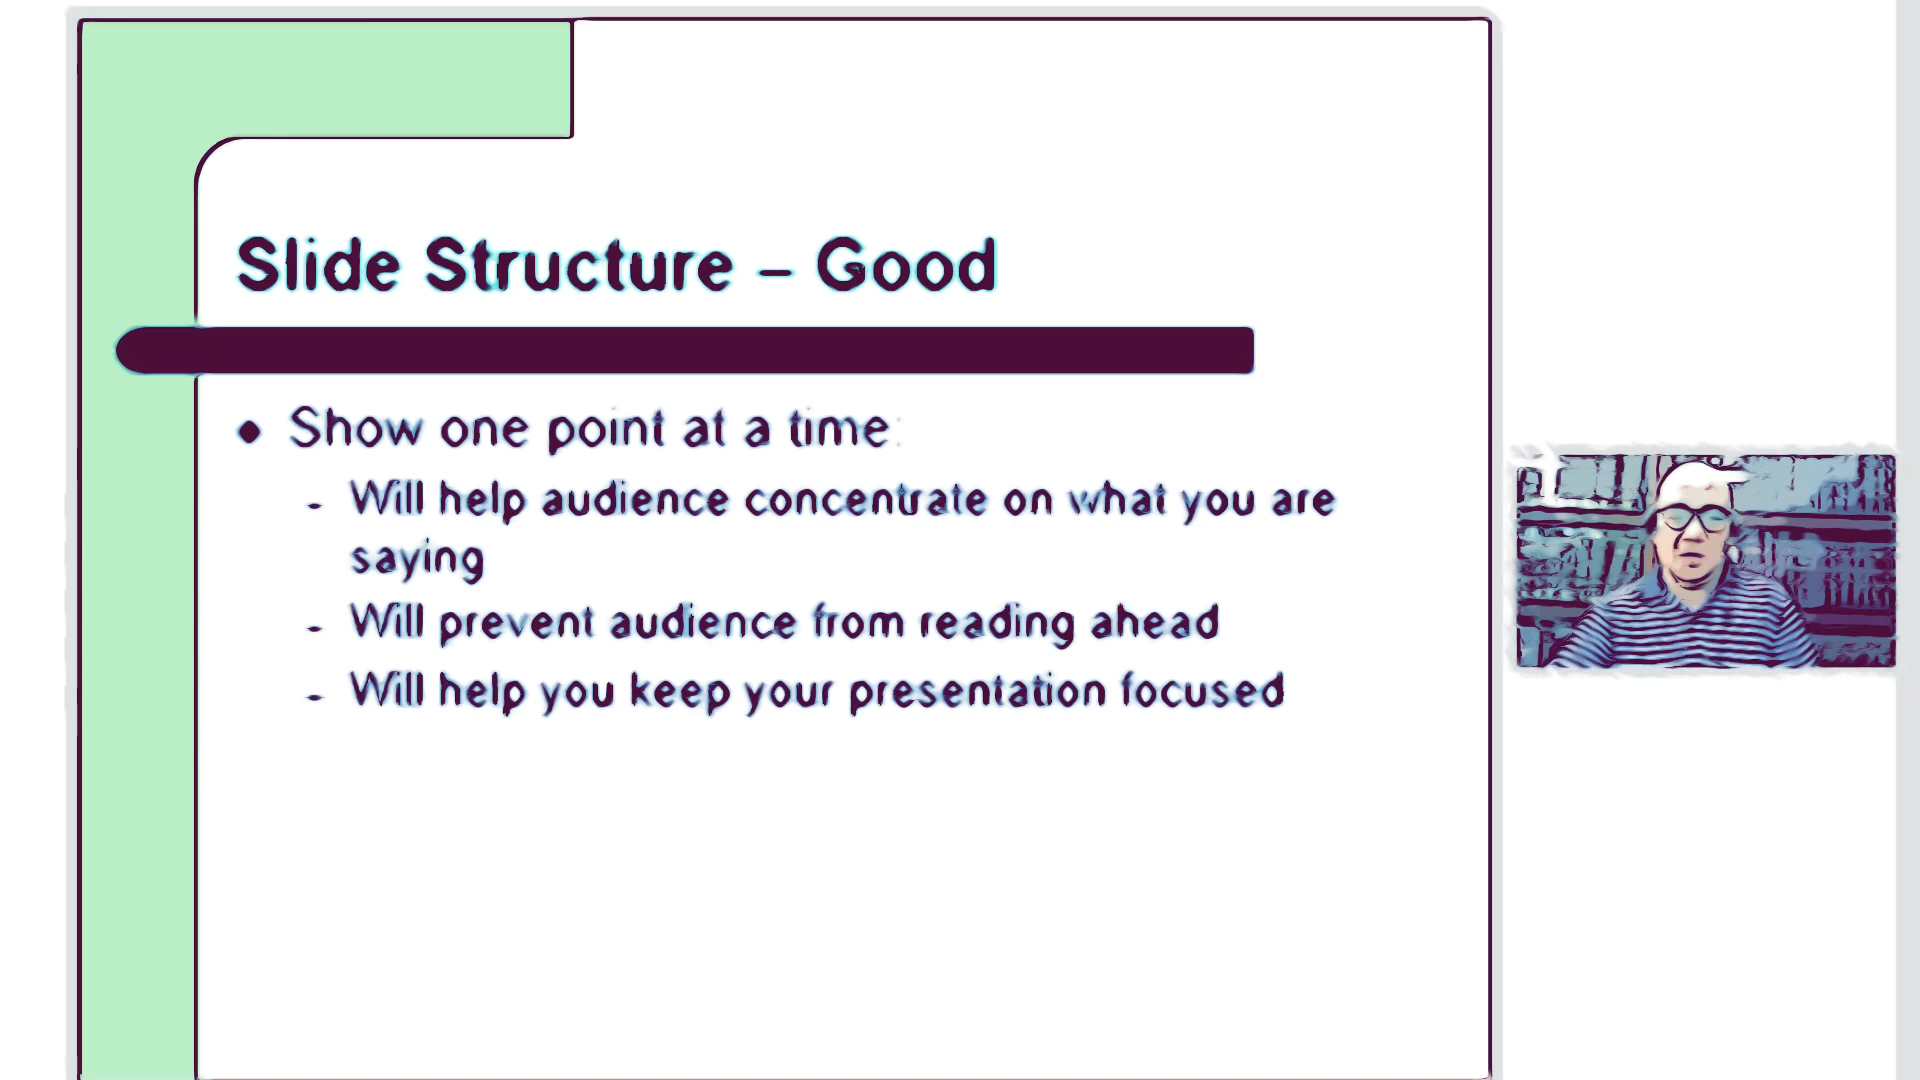 Slide Structure – Good
• Show one point at a time:
- Will help audience concentrate on what you are
saying
- Will prevent audience from reading ahead
- Will help you keep your presentation focused